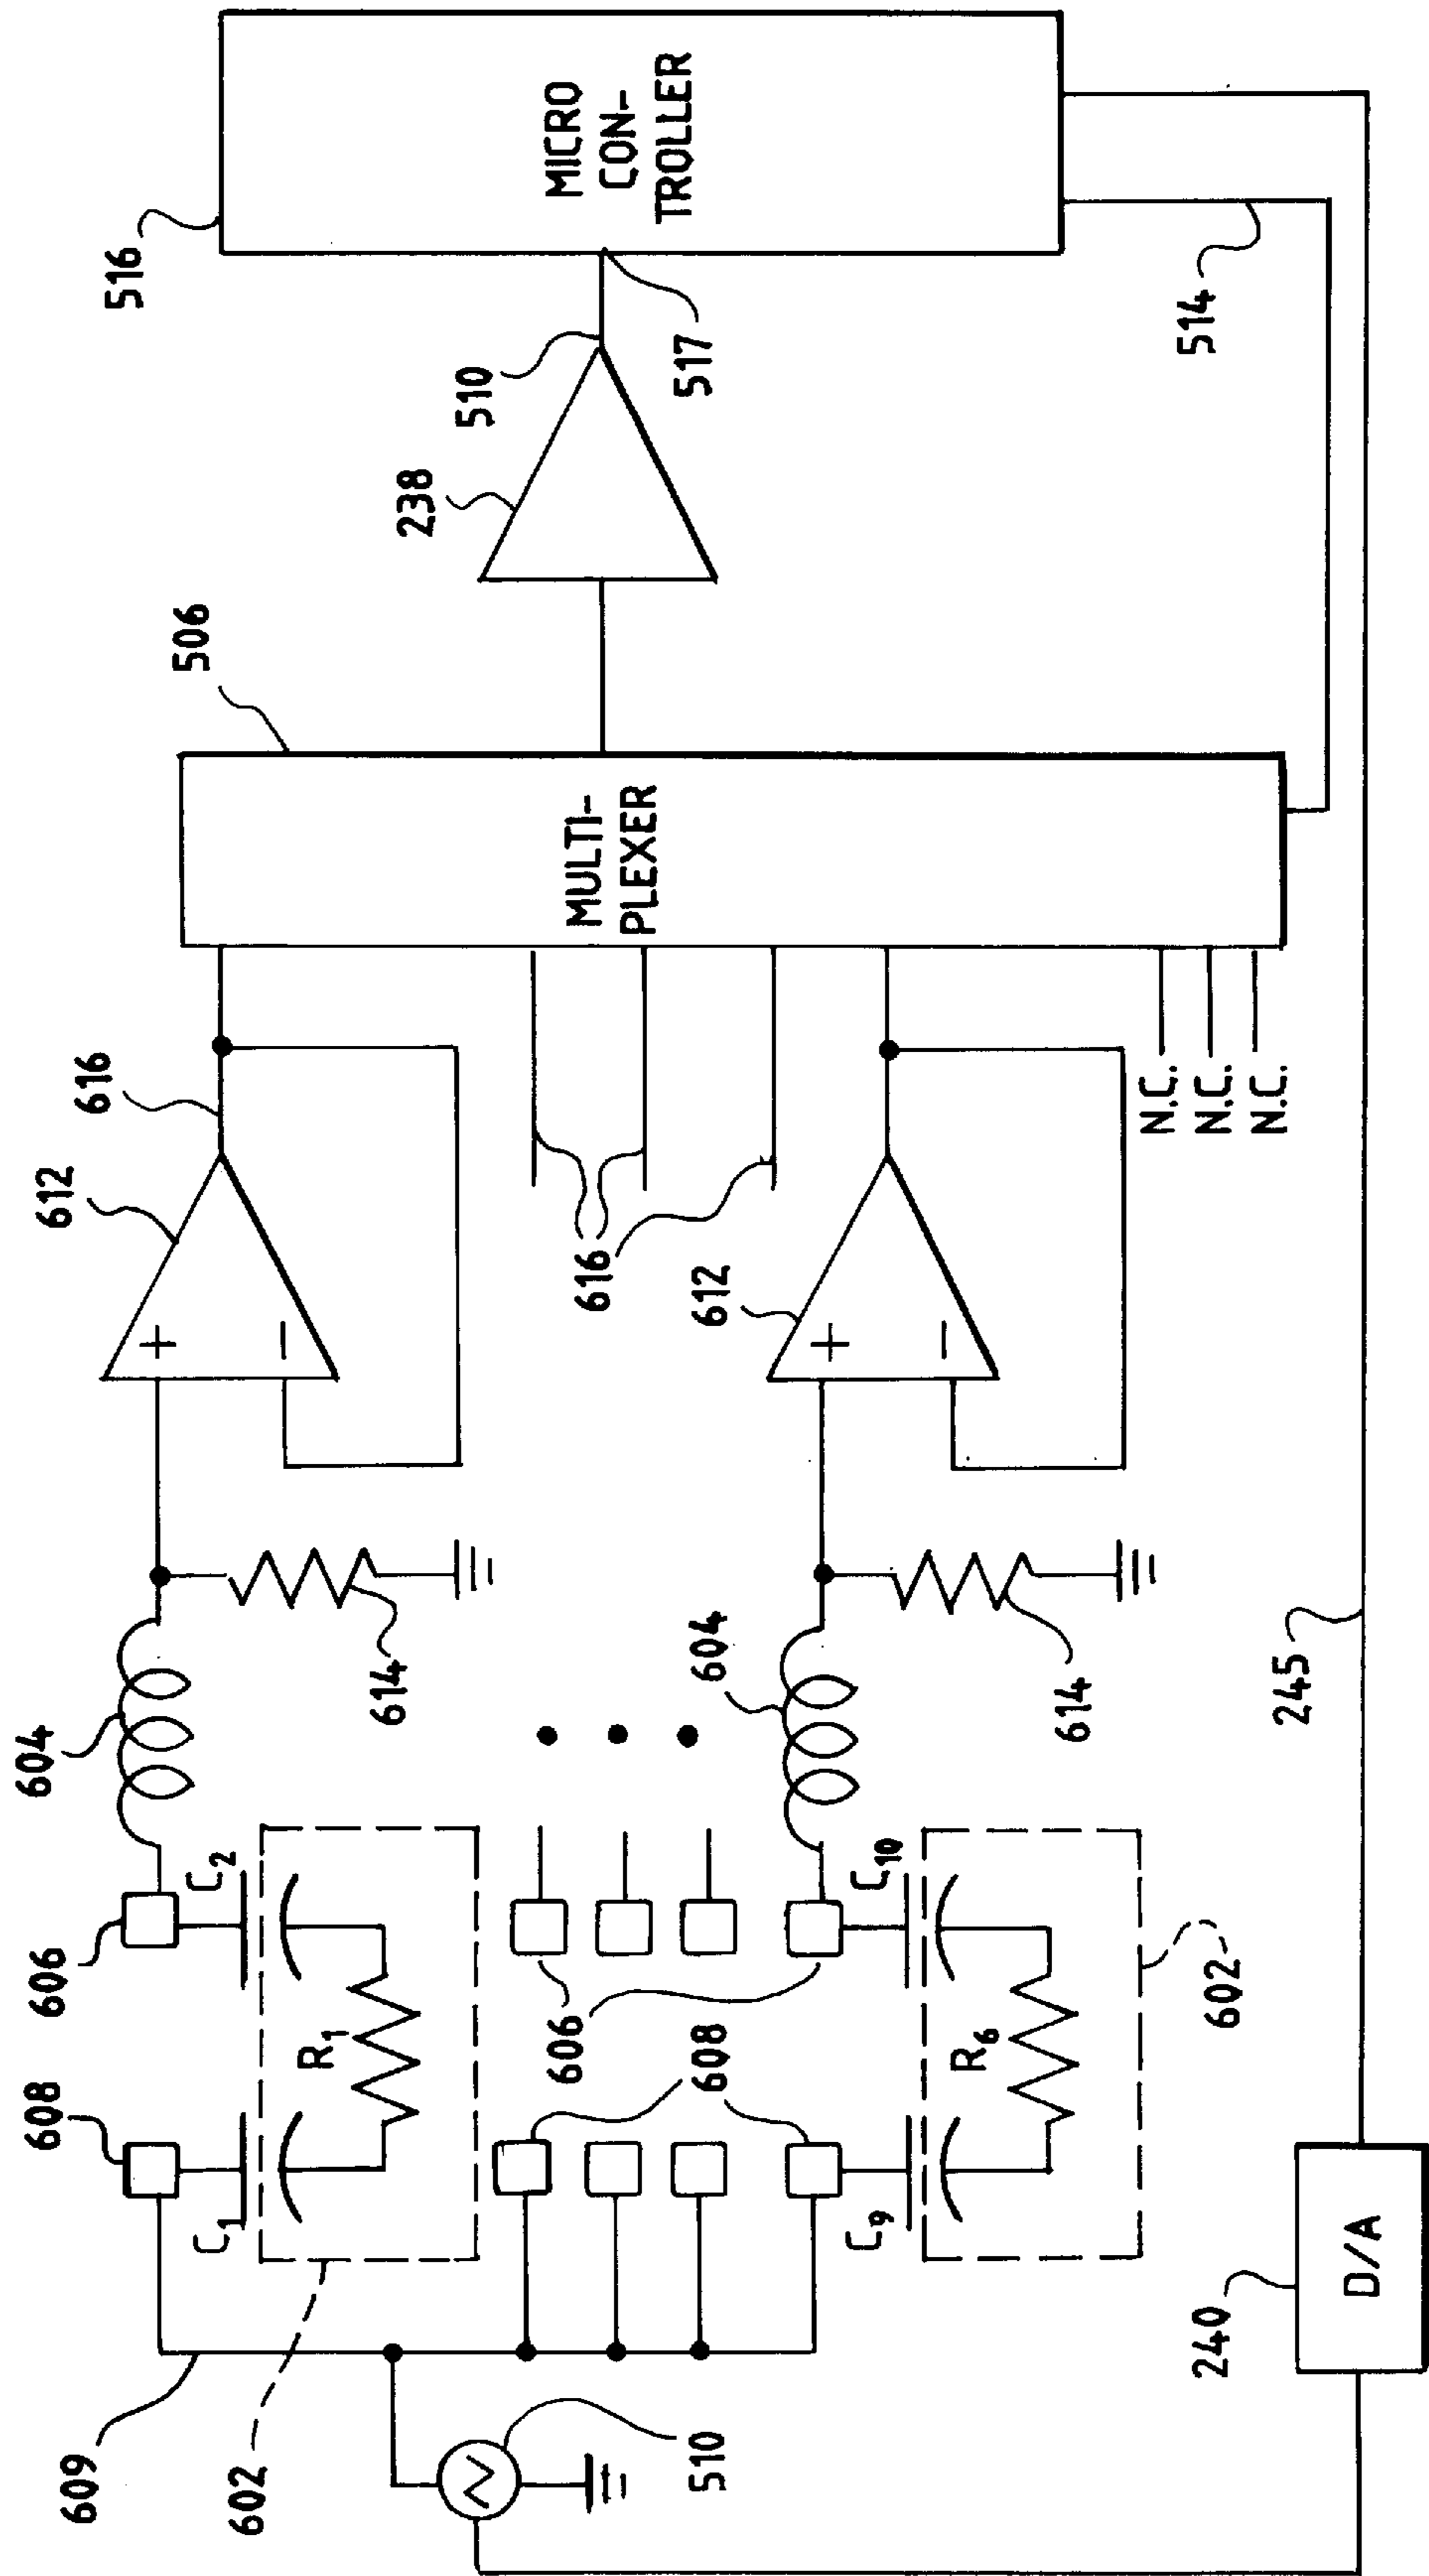 604
612
616
506
238
510
517
516
MICRO
CON-
TROLLER
MULTI-
PLEXER
606
608
C1
C2
R1
602
609
614
+
−
616
606
608
604
612
+
−
C9
C10
R6
602
614
N.C.
N.C.
N.C.
514
510
240
D/A
245